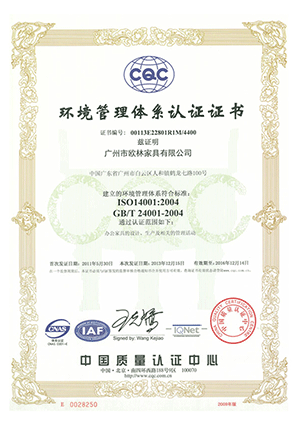 CQC
环境管理体系认证证书
证书编号：00113E22801R1M/4400
兹证明
广州市欧林家具有限公司
中国广东省广州市白云区人和镇鹤龙七路100号
建立的环境管理体系符合标准：
ISO14001:2004
GB/T 24001-2004
通过认证范围如下：
办公家具的设计、生产及相关的管理活动
首次发证日期：2011年5月30日 本次发证日期：2013年12月16日 有效期至：2016年12月14日
CNAS
IAF
Signed by: Wang Kejiao
IQNet
中国质量认证中心
中国·北京·南四环西路188号9区 100070
http://www.cqc.com.cn
E 0028250